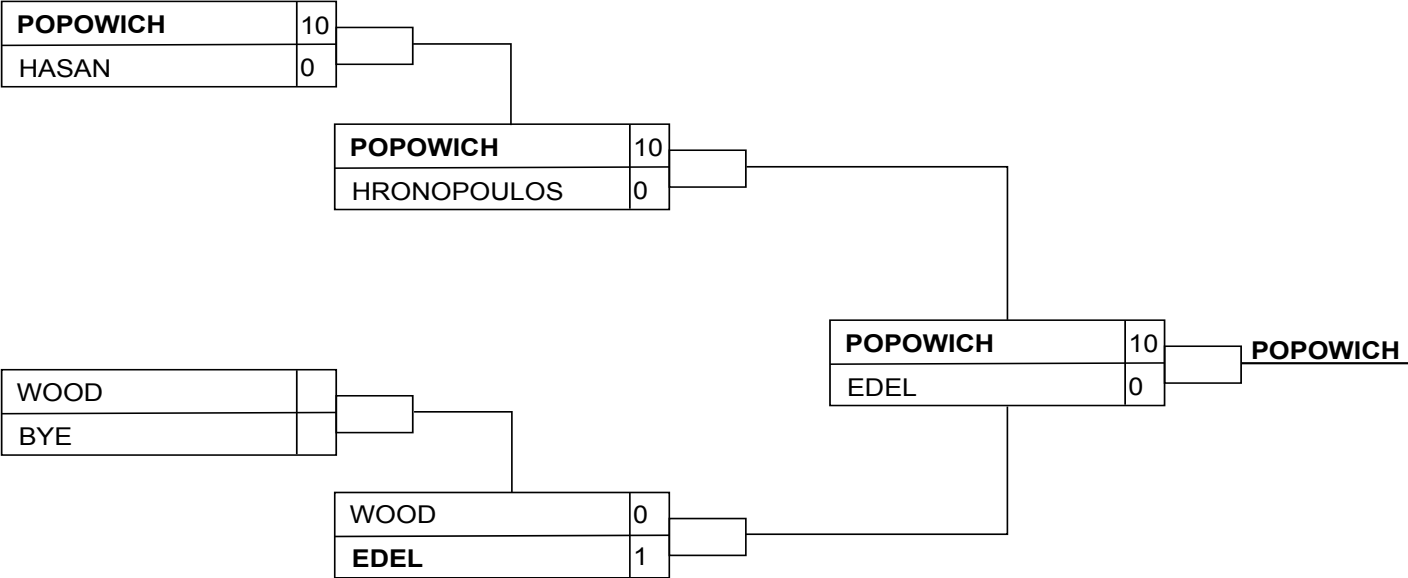 POPOWICH 10
HASAN 0
POPOWICH 10
HRONOPOULOS 0
POPOWICH 10
EDEL 0
POPOWICH
WOOD
BYE
WOOD 0
EDEL 1